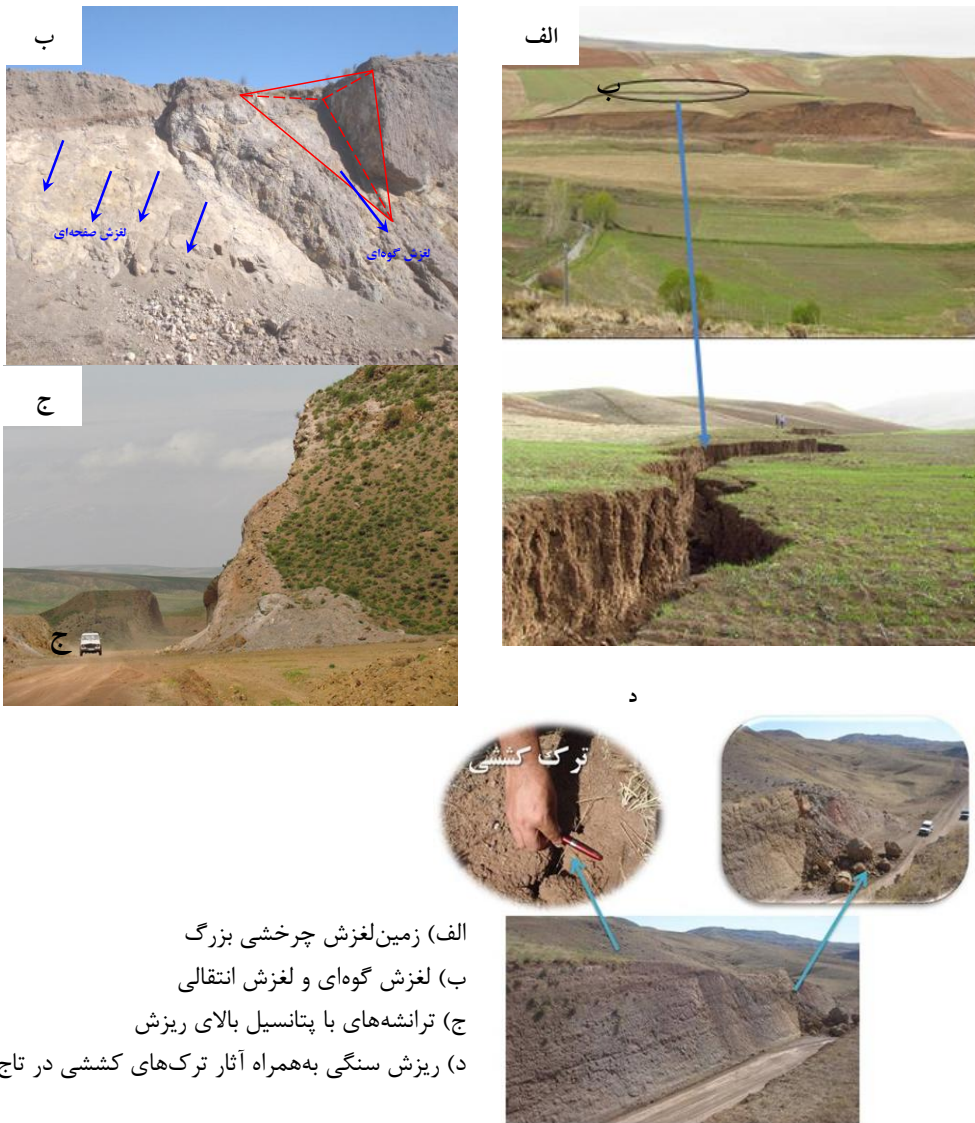 الف
ب
ب
لغزش صفحه‌ای
لغزش گوه‌ای
ج
ج
د
ترک کششی
الف) زمین‌لغزش چرخشی بزرگ
ب) لغزش گوه‌ای و لغزش انتقالی
ج) ترانشه‌های با پتانسیل بالای ریزش
د) ریزش سنگی به‌همراه آثار ترک‌های کششی در تاج